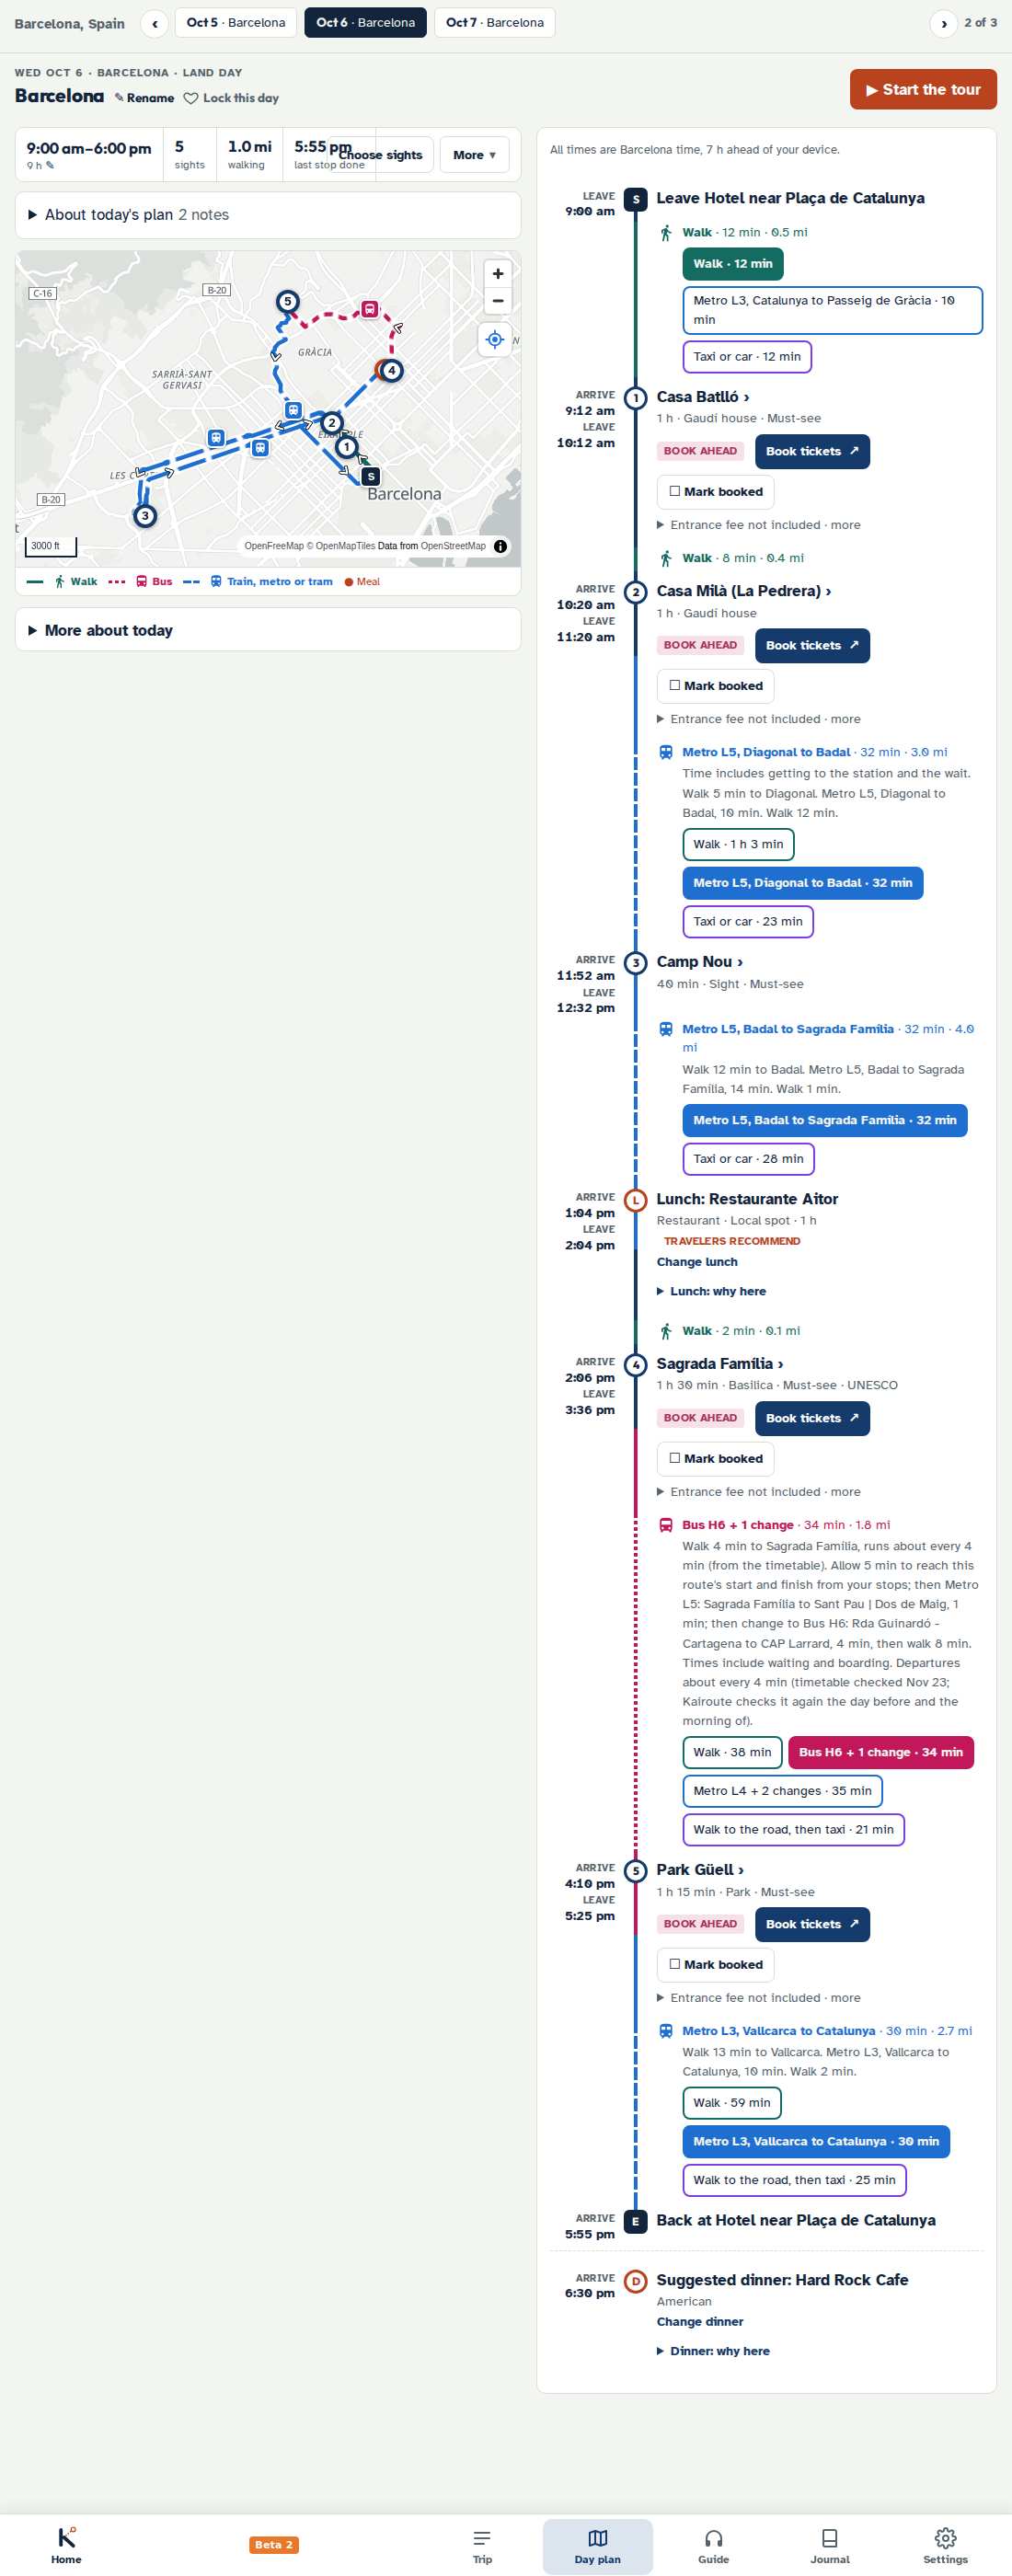 Barcelona, Spain
‹
Oct 5 · Barcelona
Oct 6 · Barcelona
Oct 7 · Barcelona
›
2 of 3
WED OCT 6 · BARCELONA · LAND DAY
Barcelona
✎ Rename
Lock this day
▶ Start the tour
9:00 am–6:00 pm
9 h ✎
5
sights
1.0 mi
walking
5:55 pm
last stop done
Choose sights
More ▾
▶ About today's plan 2 notes
C-16
B-20
5
GRÀCIA
SARRIÀ-SANT
GERVASI
4
2
1
S
3
B-20
Barcelona
+
−
3000 ft
OpenFreeMap © OpenMapTiles Data from OpenStreetMap
Walk
Bus
Train, metro or tram
Meal
▶ More about today
All times are Barcelona time, 7 h ahead of your device.
LEAVE
9:00 am
S
Leave Hotel near Plaça de Catalunya
Walk · 12 min · 0.5 mi
Walk · 12 min
Metro L3, Catalunya to Passeig de Gràcia · 10
min
Taxi or car · 12 min
ARRIVE
9:12 am
LEAVE
10:12 am
1
Casa Batlló ›
1 h · Gaudí house · Must-see
BOOK AHEAD
Book tickets ↗
☐ Mark booked
▶ Entrance fee not included · more
Walk · 8 min · 0.4 mi
ARRIVE
10:20 am
LEAVE
11:20 am
2
Casa Milà (La Pedrera) ›
1 h · Gaudí house
BOOK AHEAD
Book tickets ↗
☐ Mark booked
▶ Entrance fee not included · more
Metro L5, Diagonal to Badal · 32 min · 3.0 mi
Time includes getting to the station and the wait.
Walk 5 min to Diagonal. Metro L5, Diagonal to
Badal, 10 min. Walk 12 min.
Walk · 1 h 3 min
Metro L5, Diagonal to Badal · 32 min
Taxi or car · 23 min
ARRIVE
11:52 am
LEAVE
12:32 pm
3
Camp Nou ›
40 min · Sight · Must-see
Metro L5, Badal to Sagrada Família · 32 min · 4.0
mi
Walk 12 min to Badal. Metro L5, Badal to Sagrada
Família, 14 min. Walk 1 min.
Metro L5, Badal to Sagrada Família · 32 min
Taxi or car · 28 min
ARRIVE
1:04 pm
LEAVE
2:04 pm
L
Lunch: Restaurante Aitor
Restaurant · Local spot · 1 h
TRAVELERS RECOMMEND
Change lunch
▶ Lunch: why here
Walk · 2 min · 0.1 mi
ARRIVE
2:06 pm
LEAVE
3:36 pm
4
Sagrada Família ›
1 h 30 min · Basilica · Must-see · UNESCO
BOOK AHEAD
Book tickets ↗
☐ Mark booked
▶ Entrance fee not included · more
Bus H6 + 1 change · 34 min · 1.8 mi
Walk 4 min to Sagrada Família, runs about every 4
min (from the timetable). Allow 5 min to reach this
route's start and finish from your stops; then Metro
L5: Sagrada Família to Sant Pau | Dos de Maig, 1
min; then change to Bus H6: Rda Guinardó -
Cartagena to CAP Larrard, 4 min, then walk 8 min.
Times include waiting and boarding. Departures
about every 4 min (timetable checked Nov 23;
Kairoute checks it again the day before and the
morning of).
Walk · 38 min
Bus H6 + 1 change · 34 min
Metro L4 + 2 changes · 35 min
Walk to the road, then taxi · 21 min
ARRIVE
4:10 pm
LEAVE
5:25 pm
5
Park Güell ›
1 h 15 min · Park · Must-see
BOOK AHEAD
Book tickets ↗
☐ Mark booked
▶ Entrance fee not included · more
Metro L3, Vallcarca to Catalunya · 30 min · 2.7 mi
Walk 13 min to Vallcarca. Metro L3, Vallcarca to
Catalunya, 10 min. Walk 2 min.
Walk · 59 min
Metro L3, Vallcarca to Catalunya · 30 min
Walk to the road, then taxi · 25 min
ARRIVE
5:55 pm
E
Back at Hotel near Plaça de Catalunya
ARRIVE
6:30 pm
D
Suggested dinner: Hard Rock Cafe
American
Change dinner
▶ Dinner: why here
Home
Beta 2
Trip
Day plan
Guide
Journal
Settings